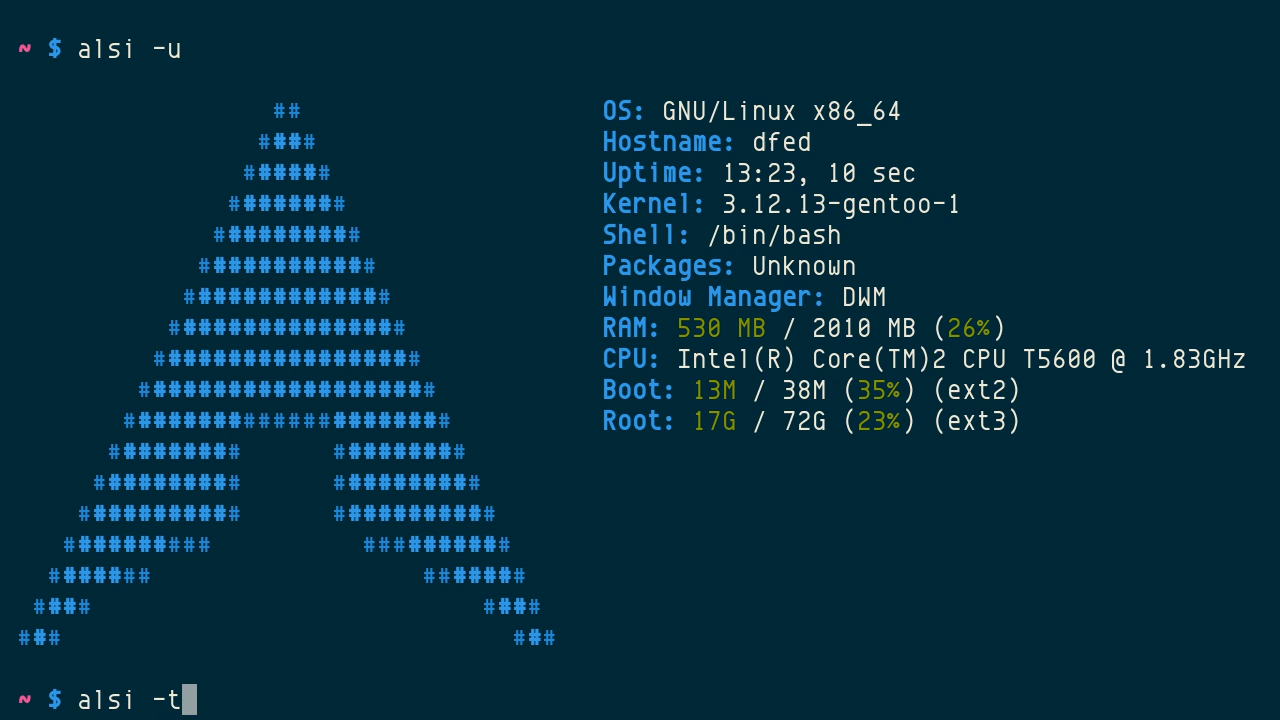 ~ $ alsi -u
OS: GNU/Linux x86_64
Hostname: dfed
Uptime: 13:23, 10 sec
Kernel: 3.12.13-gentoo-1
Shell: /bin/bash
Packages: Unknown
Window Manager: DWM
RAM: 530 MB / 2010 MB (26%)
CPU: Intel(R) Core(TM)2 CPU T5600 @ 1.83GHz
Boot: 13M / 38M (35%) (ext2)
Root: 17G / 72G (23%) (ext3)
~ $ alsi -t